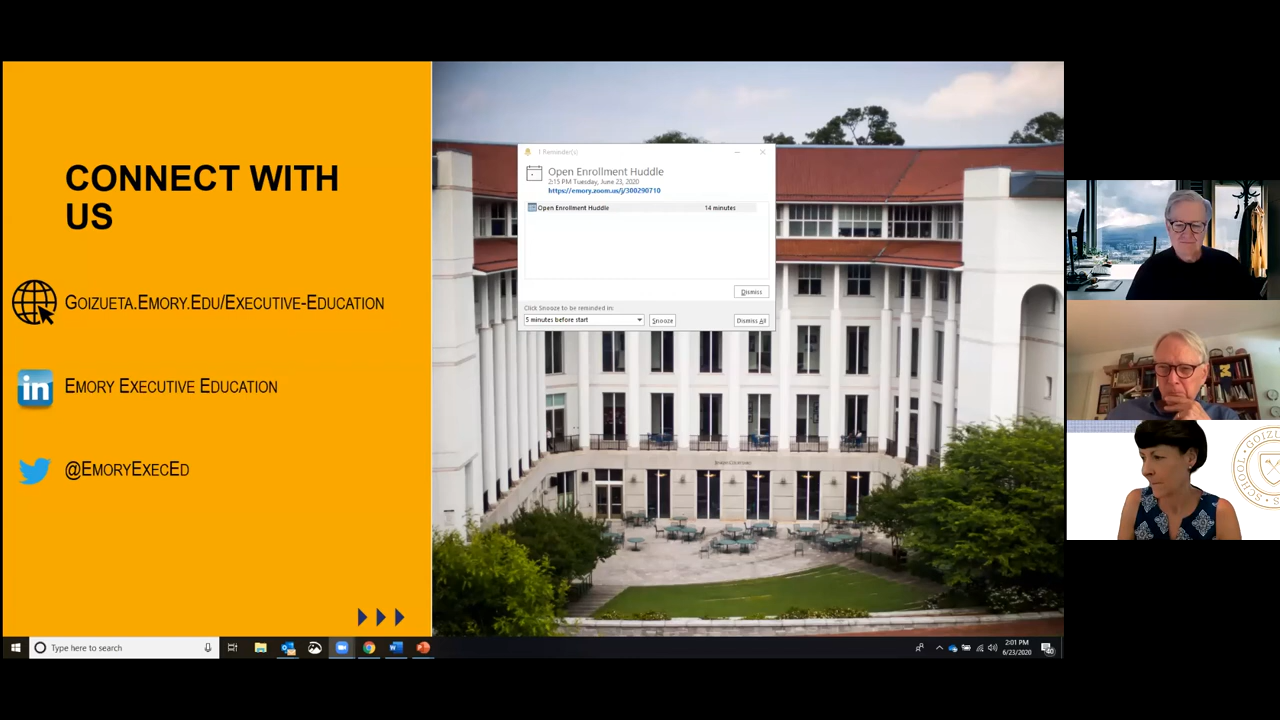 CONNECT WITH
US
GOIZUETA.EMORY.EDU/EXECUTIVE-EDUCATION
in
EMORY EXECUTIVE EDUCATION
@EMORYEXECED
1 Reminder(s)
Open Enrollment Huddle
2:15 PM Tuesday, June 23, 2020
https://emory.zoom.us/j/300290710
Open Enrollment Huddle 14 minutes
Dismiss
Click Snooze to be reminded in:
5 minutes before start
Snooze
Dismiss All
Type here to search
2:01 PM
6/23/2020
M
SCHOOL
GOIZU